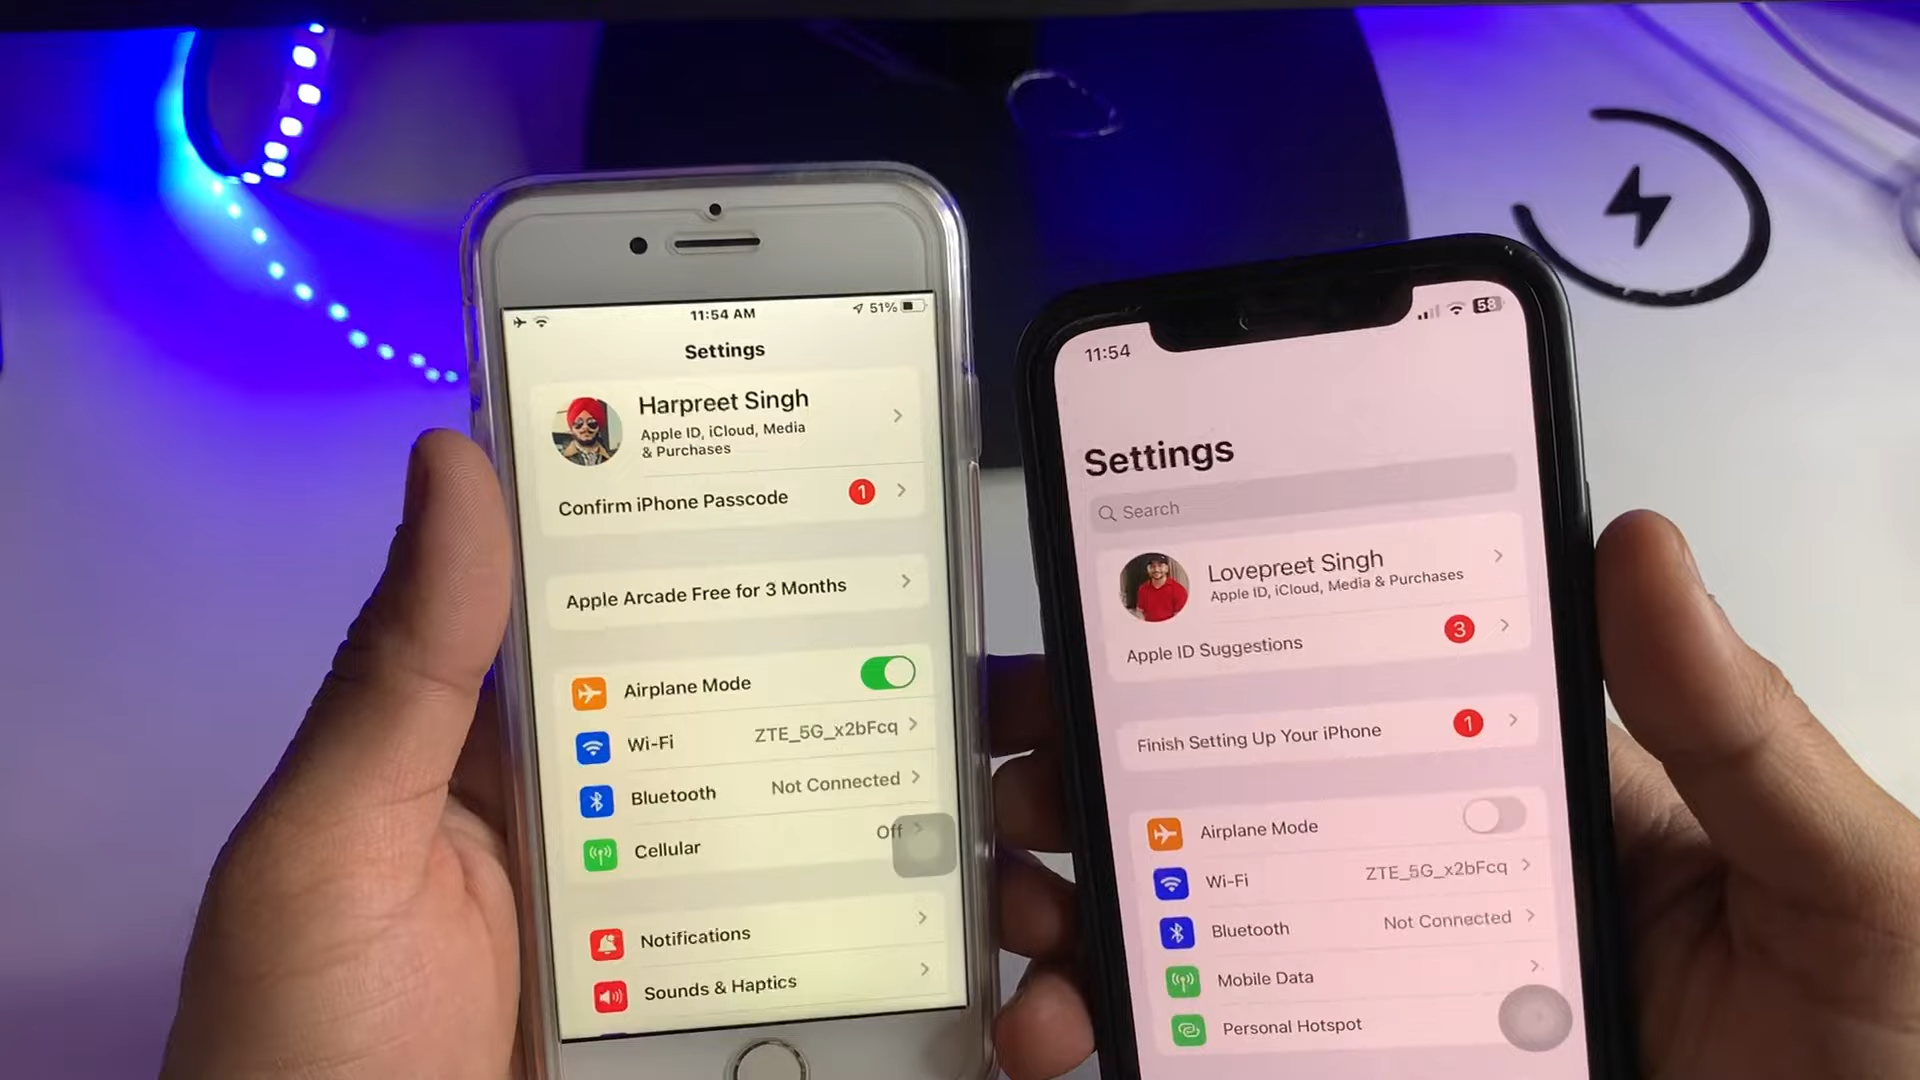 11:54 AM
51%
Settings
Harpreet Singh
Apple ID, iCloud, Media
& Purchases
Confirm iPhone Passcode
1
Apple Arcade Free for 3 Months
Airplane Mode
Wi-Fi
ZTE_5G_x2bFcq
Bluetooth
Not Connected
Cellular
Off
Notifications
Sounds & Haptics
11:54
58
Settings
Search
Lovepreet Singh
Apple ID, iCloud, Media & Purchases
Apple ID Suggestions
3
Finish Setting Up Your iPhone
1
Airplane Mode
Wi-Fi
ZTE_5G_x2bFcq
Bluetooth
Not Connected
Mobile Data
Personal Hotspot